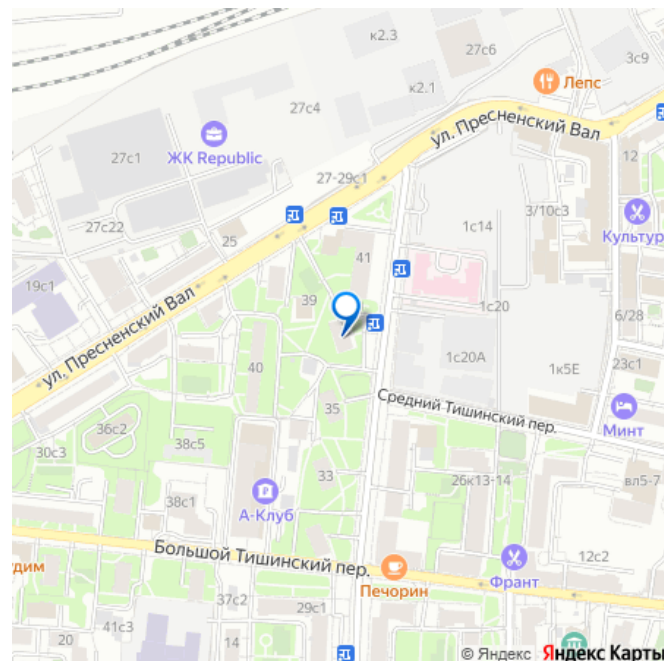 к2.3
27с6
3с9
27с4
к2.1
Лепс
ул. Пресненский Вал
27с1
ЖК Republic
12
27-29с1
3/10с3
27с22
1с14
Культур
25
41
19с1
39
1с20
6/28
ул. Пресненский Вал
1с20А
1к5Е
23с1
40
35
Средний Тишинский пер.
Минт
36с2
30с3
38с5
33
26к13-14
вл5-7
А-Клуб
38с1
Большой Тишинский пер.
12с2
удим
Печорин
Франт
37с2
29с1
41с3
20
14
© Яндекс Яндекс Карты